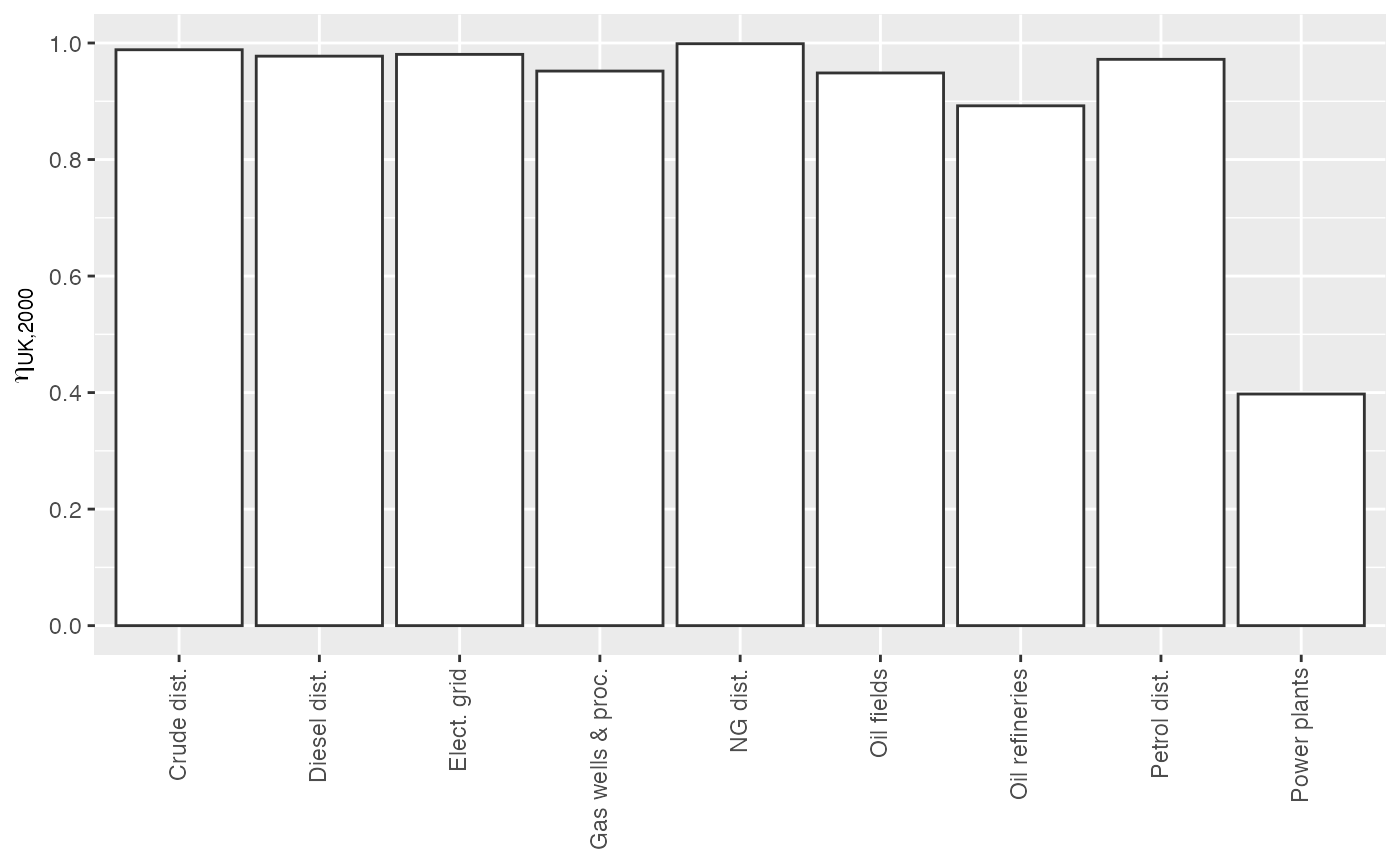 1.0
0.8
0.6
0.4
0.2
0.0
ηUK,2000
Crude dist.
Diesel dist.
Elect. grid
Gas wells & proc.
NG dist.
Oil fields
Oil refineries
Petrol dist.
Power plants